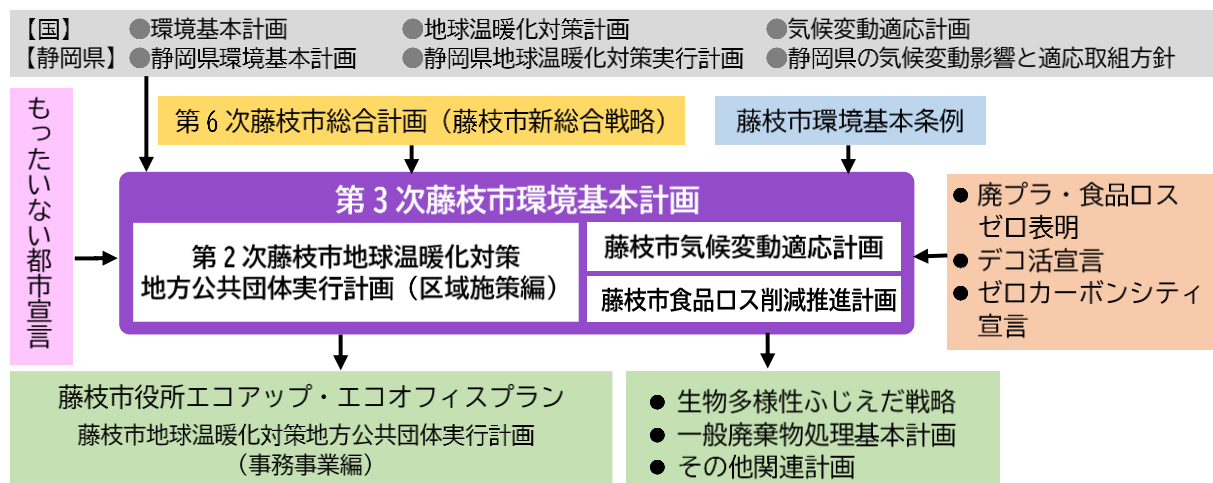 【国】 ●環境基本計画 ●地球温暖化対策計画 ●気候変動適応計画
【静岡県】●静岡県環境基本計画 ●静岡県地球温暖化対策実行計画 ●静岡県の気候変動影響と適応取組方針
もったいない都市宣言
第6次藤枝市総合計画（藤枝市新総合戦略）
藤枝市環境基本条例
第3次藤枝市環境基本計画
第2次藤枝市地球温暖化対策
地方公共団体実行計画（区域施策編）
藤枝市気候変動適応計画
藤枝市食品ロス削減推進計画
● 廃プラ・食品ロス
ゼロ表明
● デコ活宣言
● ゼロカーボンシティ
宣言
藤枝市役所エコアップ・エコオフィスプラン
藤枝市地球温暖化対策地方公共団体実行計画
（事務事業編）
● 生物多様性ふじえだ戦略
● 一般廃棄物処理基本計画
● その他関連計画